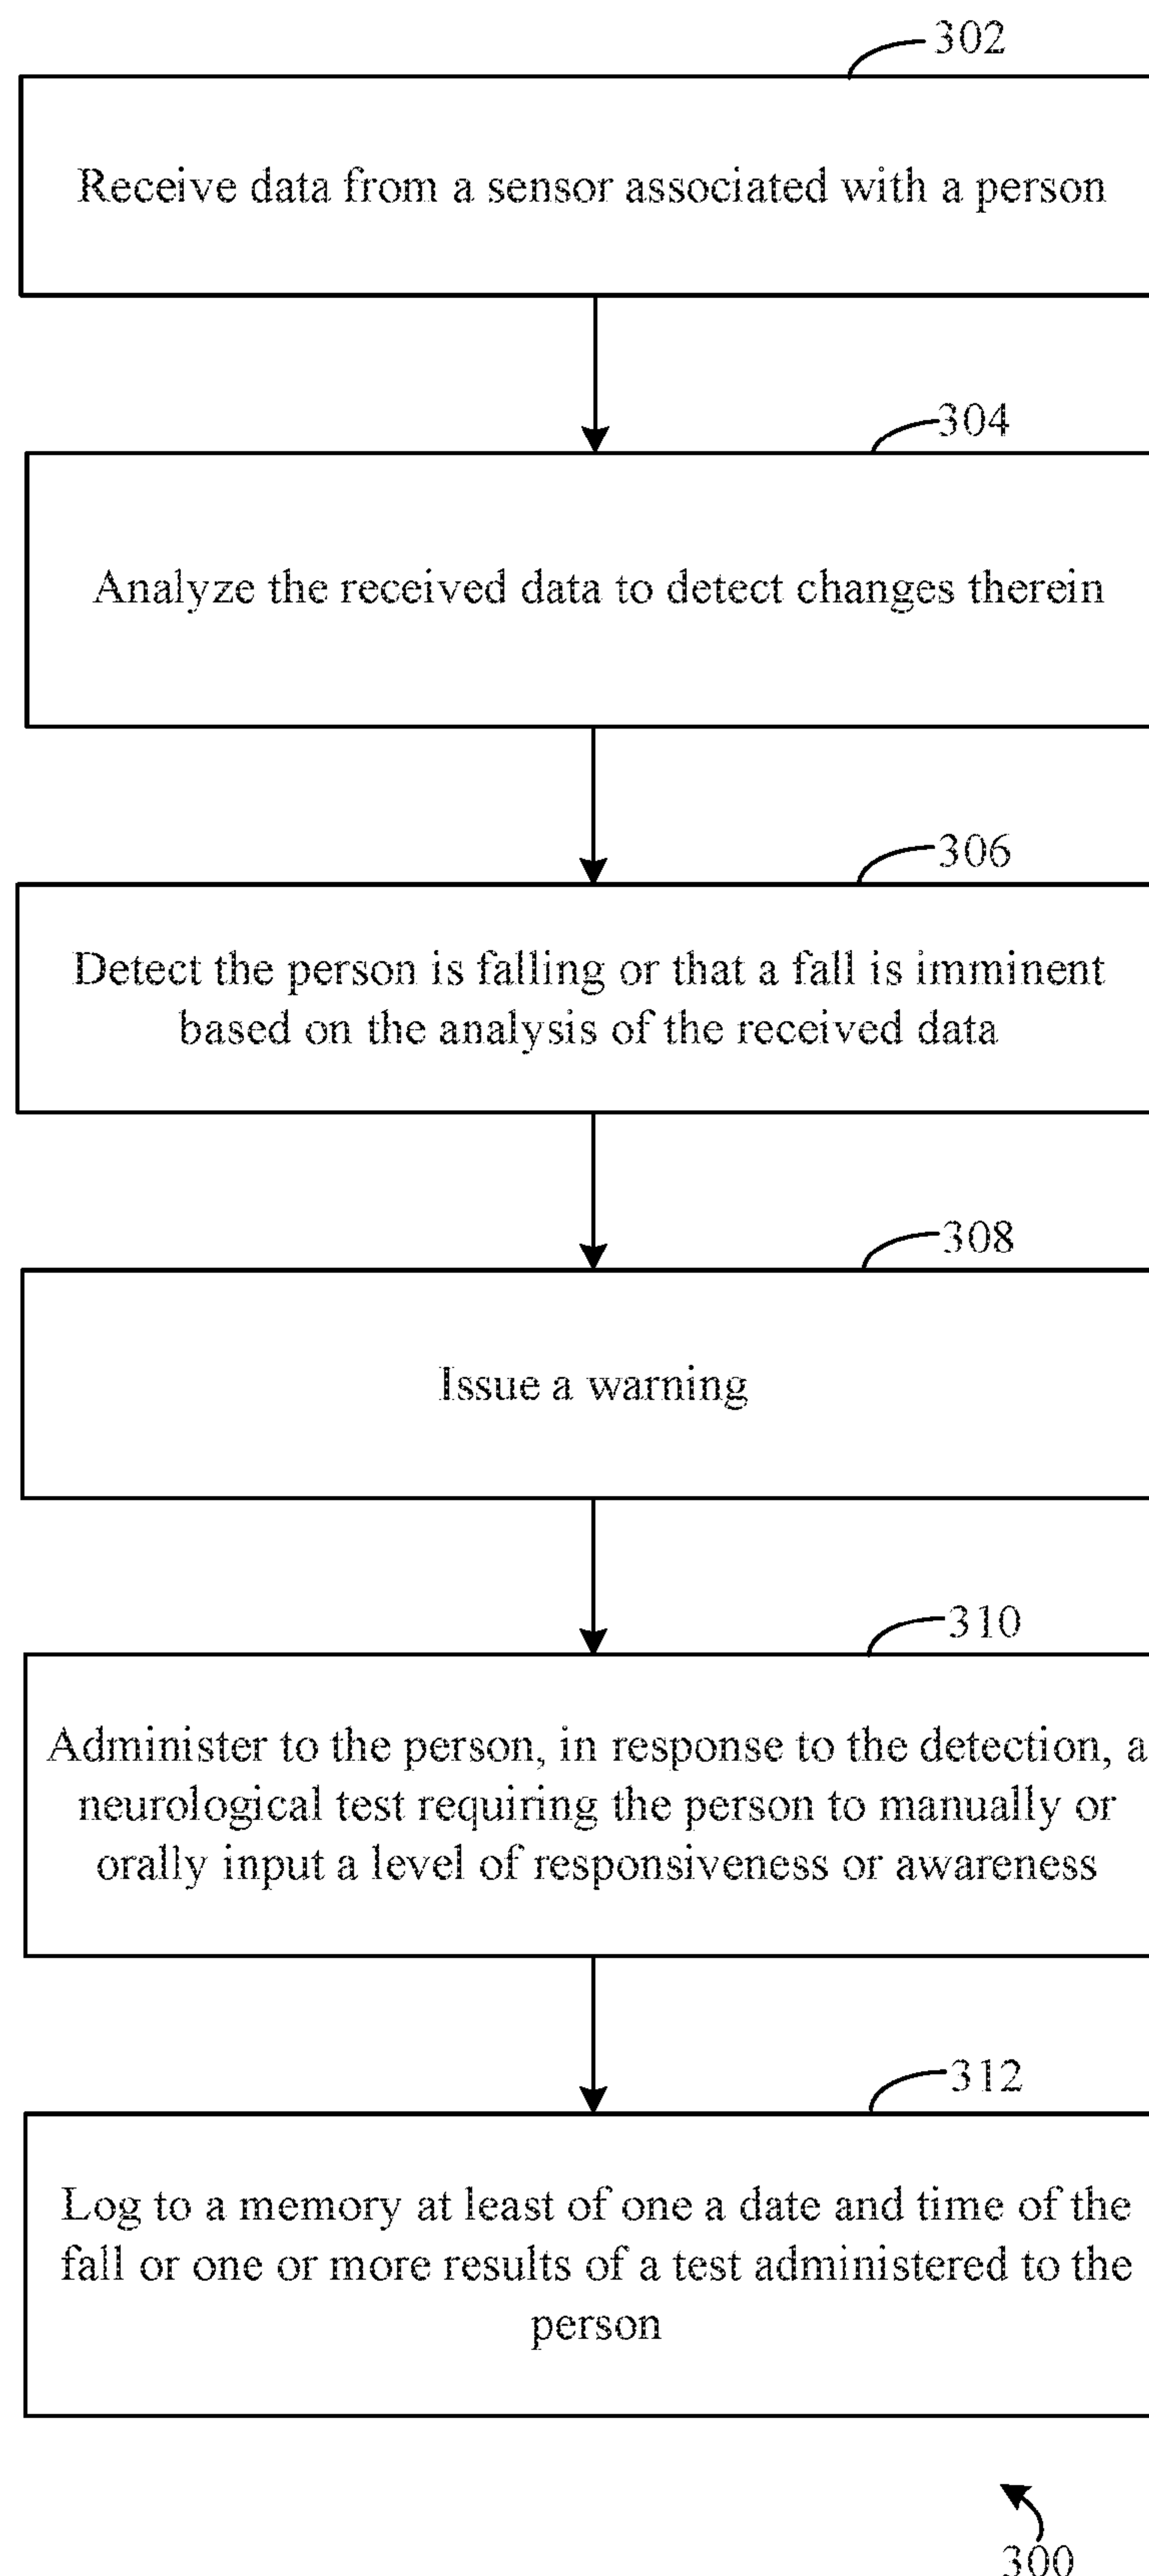 302
Receive data from a sensor associated with a person
304
Analyze the received data to detect changes therein
306
Detect the person is falling or that a fall is imminent
based on the analysis of the received data
308
Issue a warning
310
Administer to the person, in response to the detection, a
neurological test requiring the person to manually or
orally input a level of responsiveness or awareness
312
Log to a memory at least of one a date and time of the
fall or one or more results of a test administered to the
person
300